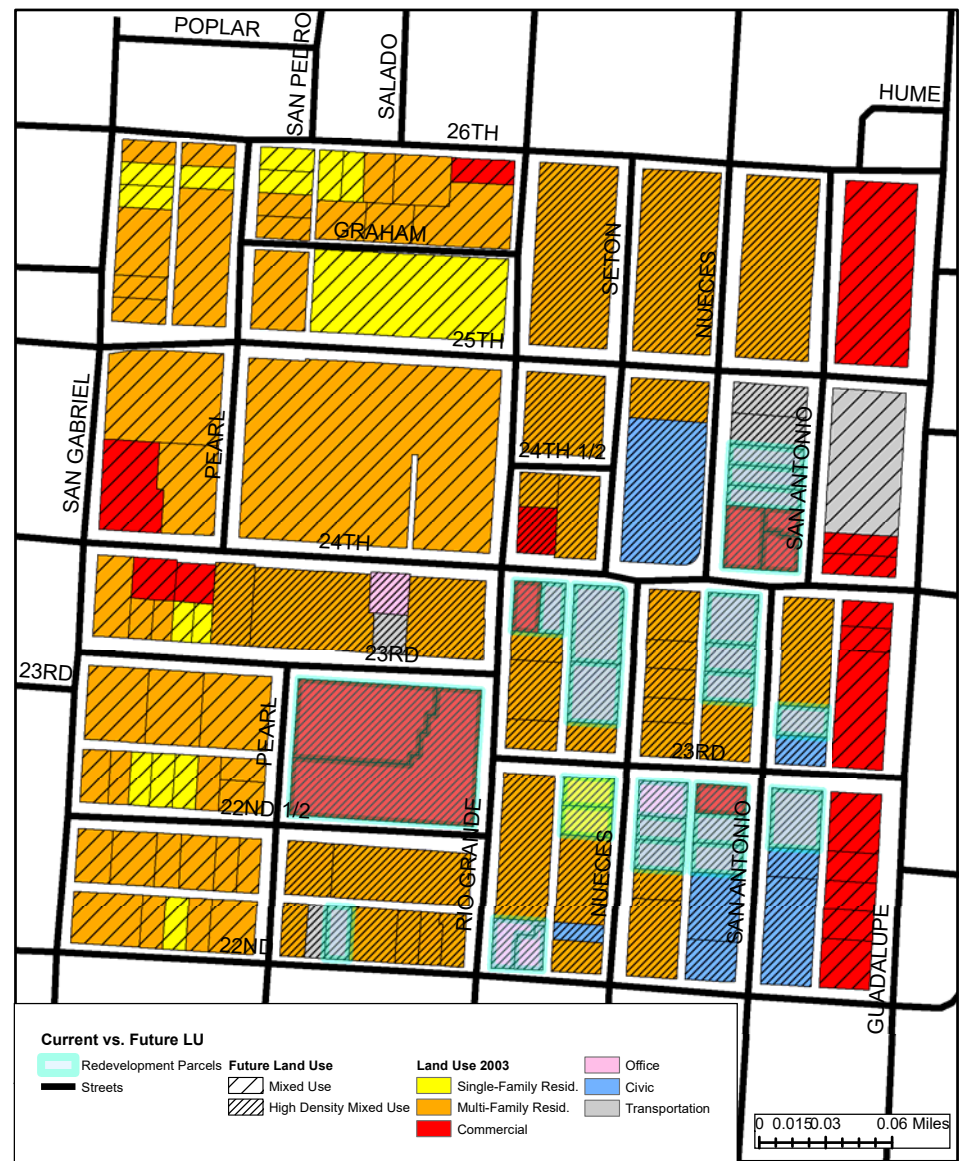 POPLAR
SAN PEDRO
SALADO
HUME
26TH
GRAHAM
SETON
NUECES
25TH
SAN GABRIEL
PEARL
24TH 1/2
SAN ANTONIO
24TH
23RD
23RD
PEARL
23RD
22ND 1/2
RIO GRANDE
NUECES
SAN ANTONIO
22ND
GUADALUPE
Current vs. Future LU
Redevelopment Parcels
Streets
Future Land Use
Mixed Use
High Density Mixed Use
Land Use 2003
Single-Family Resid.
Multi-Family Resid.
Commercial
Office
Civic
Transportation
0 0.015 0.03 0.06 Miles